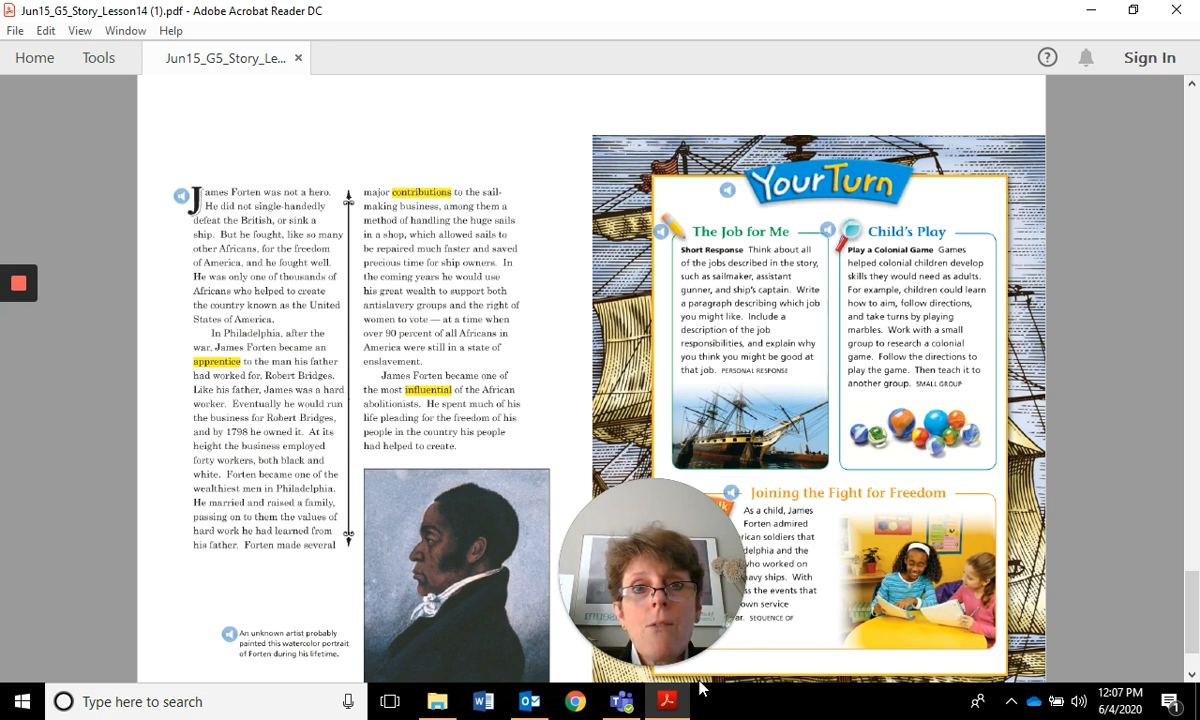 Jun15_G5_Story_Lesson14 (1).pdf - Adobe Acrobat Reader DC
File Edit View Window Help
Home Tools Jun15_G5_Story_Le... × Sign In
James Forten was not a hero.
He did not single-handedly
defeat the British, or sink a
ship. But he fought, like so many
other Africans, for the freedom
of America, and he fought well.
He was only one of thousands of
Africans who helped to create
the country known as the United
States of America.
In Philadelphia, after the
war, James Forten became an
apprentice to the man his father
had worked for, Robert Bridges.
Like his father, James was a hard
worker. Eventually he would run
the business for Robert Bridges,
and by 1798 he owned it. At its
height the business employed
forty workers, both black and
white. Forten became one of the
wealthiest men in Philadelphia.
He married and raised a family,
passing on to them the values of
hard work he had learned from
his father. Forten made several
major contributions to the sail-
making business, among them a
method of handling the huge sails
in a shop, which allowed sails to
be repaired much faster and saved
precious time for ship owners. In
the coming years he would use
his great wealth to support both
antislavery groups and the right of
women to vote — at a time when
over 90 percent of all Africans in
America were still in a state of
enslavement.
James Forten became one of
the most influential of the African
abolitionists. He spent much of his
life pleading for the freedom of his
people in the country his people
had helped to create.
An unknown artist probably
painted this watercolor portrait
of Forten during his lifetime.
Your Turn
The Job for Me
Short Response Think about all
of the jobs described in the story,
such as sailmaker, assistant
gunner, and ship's captain. Write
a paragraph describing which job
you might like. Include a
description of the job
responsibilities, and explain why
you think you might be good at
that job. PERSONAL RESPONSE
Child's Play
Play a Colonial Game Games
helped colonial children develop
skills they would need as adults.
For example, children could learn
how to aim, follow directions,
and take turns by playing
marbles. Work with a small
group to research a colonial
game. Follow the directions to
play the game. Then teach it to
another group. SMALL GROUP
Joining the Fight for Freedom
As a child, James
Forten admired
ican soldiers that
delphia and the
who worked on
navy ships. With
ss the events that
own service
ar. SEQUENCE OF
Type here to search
12:07 PM
6/4/2020
1